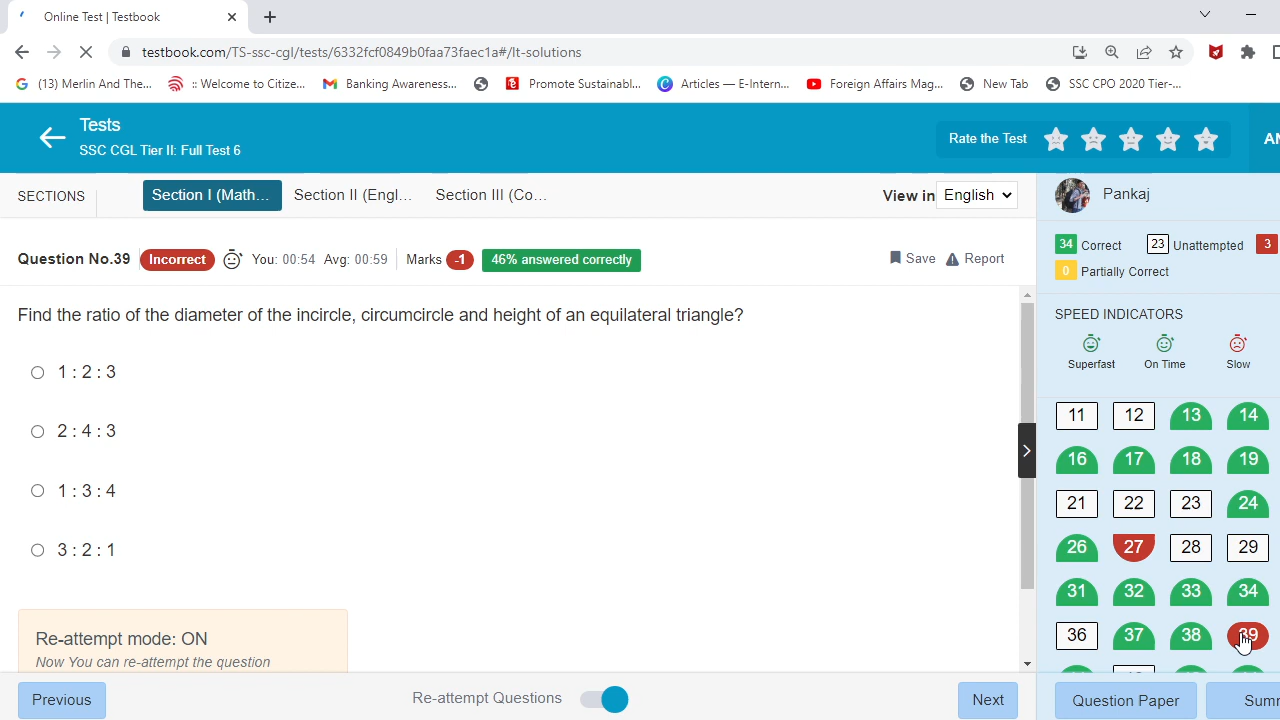 Online Test | Testbook
testbook.com/TS-ssc-cgl/tests/6332fcf0849b0faa73faec1a#/lt-solutions
(13) Merlin And The... :: Welcome to Citize... Banking Awareness... Promote Sustainabl... Articles — E-Intern... Foreign Affairs Mag... New Tab SSC CPO 2020 Tier-...
Tests
SSC CGL Tier II: Full Test 6
Rate the Test
AN
SECTIONS Section I (Math... Section II (Engl... Section III (Co... View in English
Pankaj
Question No.39 Incorrect You: 00:54 Avg: 00:59 Marks -1 46% answered correctly Save Report
34 Correct 23 Unattempted 3
0 Partially Correct
Find the ratio of the diameter of the incircle, circumcircle and height of an equilateral triangle?
1 : 2 : 3
2 : 4 : 3
1 : 3 : 4
3 : 2 : 1
SPEED INDICATORS
Superfast On Time Slow
11 12 13 14
16 17 18 19
21 22 23 24
26 27 28 29
31 32 33 34
36 37 38 39
Re-attempt mode: ON
Now You can re-attempt the question
Previous Re-attempt Questions Next Question Paper Sum